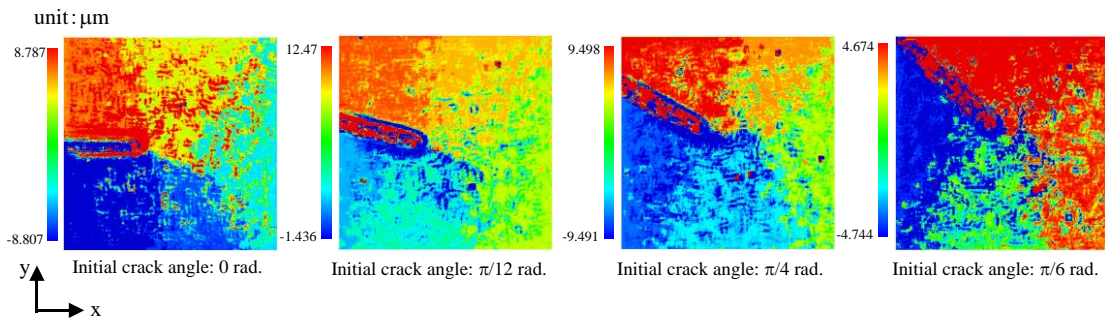 unit:μm
8.787
-8.807
12.47
-1.436
9.498
-9.491
4.674
-4.744
Initial crack angle: 0 rad.
Initial crack angle: π/12 rad.
Initial crack angle: π/4 rad.
Initial crack angle: π/6 rad.
y
x